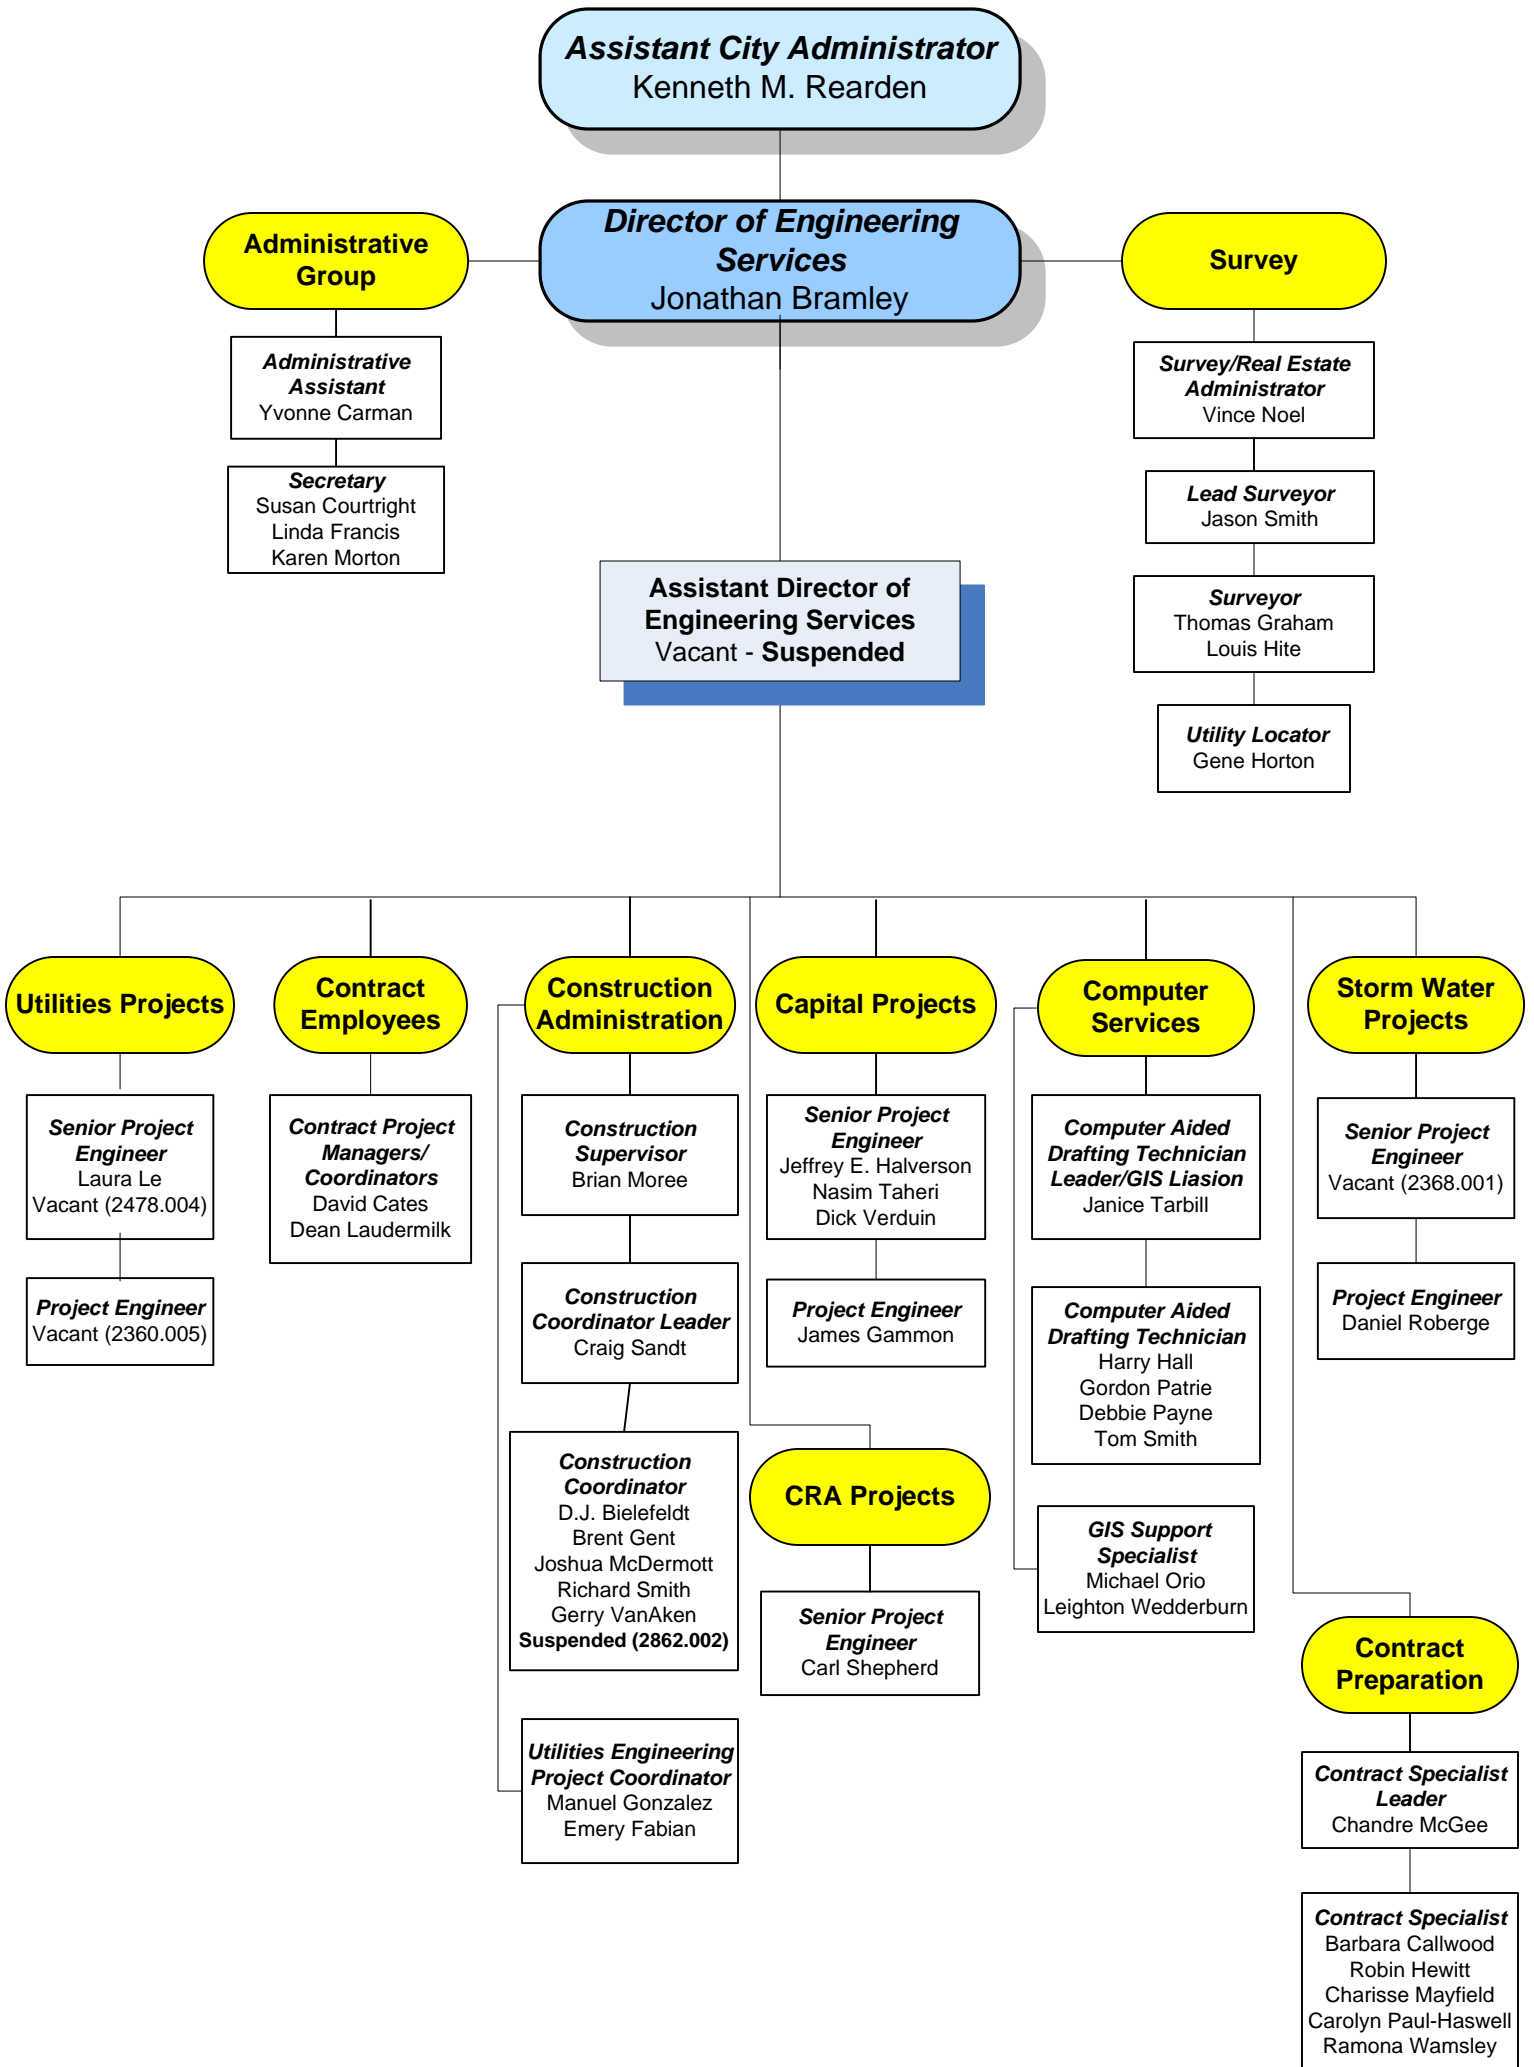 Assistant City Administrator
Kenneth M. Rearden
Director of Engineering
Services
Jonathan Bramley
Administrative
Group
Administrative
Assistant
Yvonne Carman
Secretary
Susan Courtright
Linda Francis
Karen Morton
Survey
Survey/Real Estate
Administrator
Vince Noel
Lead Surveyor
Jason Smith
Surveyor
Thomas Graham
Louis Hite
Utility Locator
Gene Horton
Assistant Director of
Engineering Services
Vacant - Suspended
Utilities Projects
Senior Project
Engineer
Laura Le
Vacant (2478.004)
Project Engineer
Vacant (2360.005)
Contract
Employees
Contract Project
Managers/
Coordinators
David Cates
Dean Laudermilk
Construction
Administration
Construction
Supervisor
Brian Moree
Construction
Coordinator Leader
Craig Sandt
Construction
Coordinator
D.J. Bielefeldt
Brent Gent
Joshua McDermott
Richard Smith
Gerry VanAken
Suspended (2862.002)
Utilities Engineering
Project Coordinator
Manuel Gonzalez
Emery Fabian
Capital Projects
Senior Project
Engineer
Jeffrey E. Halverson
Nasim Taheri
Dick Verduin
Project Engineer
James Gammon
CRA Projects
Senior Project
Engineer
Carl Shepherd
Computer
Services
Computer Aided
Drafting Technician
Leader/GIS Liasion
Janice Tarbill
Computer Aided
Drafting Technician
Harry Hall
Gordon Patrie
Debbie Payne
Tom Smith
GIS Support
Specialist
Michael Orio
Leighton Wedderburn
Storm Water
Projects
Senior Project
Engineer
Vacant (2368.001)
Project Engineer
Daniel Roberge
Contract
Preparation
Contract Specialist
Leader
Chandre McGee
Contract Specialist
Barbara Callwood
Robin Hewitt
Charisse Mayfield
Carolyn Paul-Haswell
Ramona Wamsley